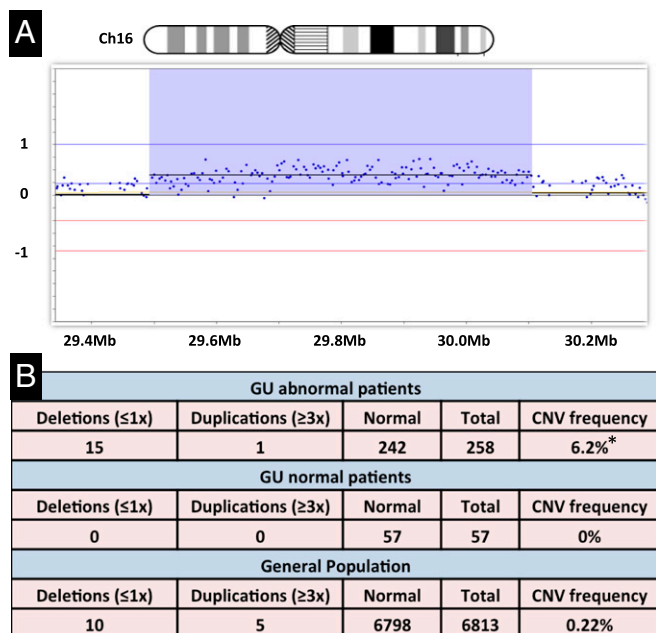 A
Ch16
1
0
-1
29.4Mb 29.6Mb 29.8Mb 30.0Mb 30.2Mb
B
GU abnormal patients
Deletions (≤1x) Duplications (≥3x) Normal Total CNV frequency
15 1 242 258 6.2%*
GU normal patients
Deletions (≤1x) Duplications (≥3x) Normal Total CNV frequency
0 0 57 57 0%
General Population
Deletions (≤1x) Duplications (≥3x) Normal Total CNV frequency
10 5 6798 6813 0.22%